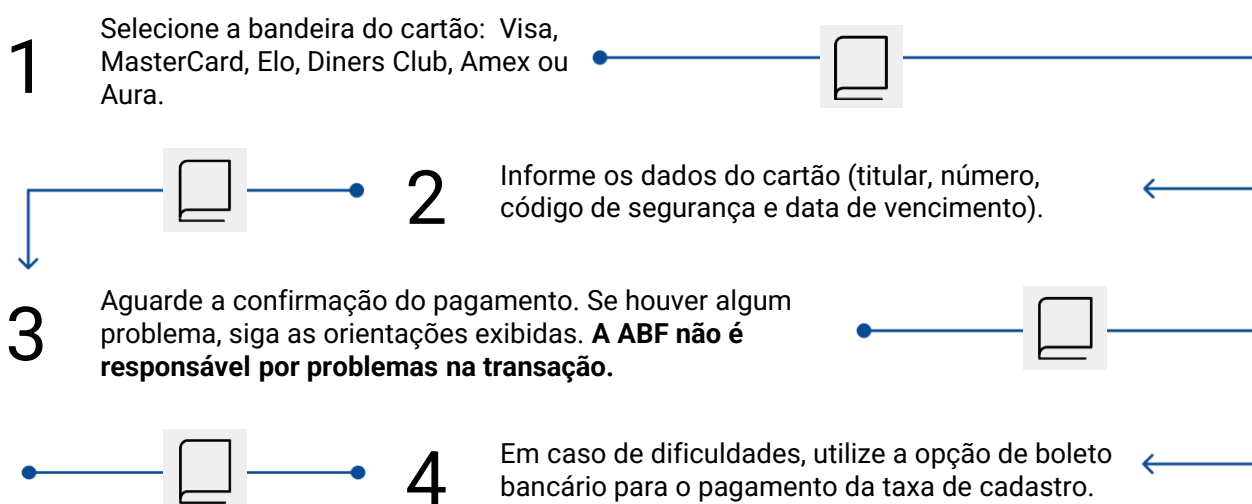 1
Selecione a bandeira do cartão: Visa,
MasterCard, Elo, Diners Club, Amex ou
Aura.
2
Informe os dados do cartão (titular, número,
código de segurança e data de vencimento).
3
Aguarde a confirmação do pagamento. Se houver algum
problema, siga as orientações exibidas. A ABF não é
responsável por problemas na transação.
4
Em caso de dificuldades, utilize a opção de boleto
bancário para o pagamento da taxa de cadastro.